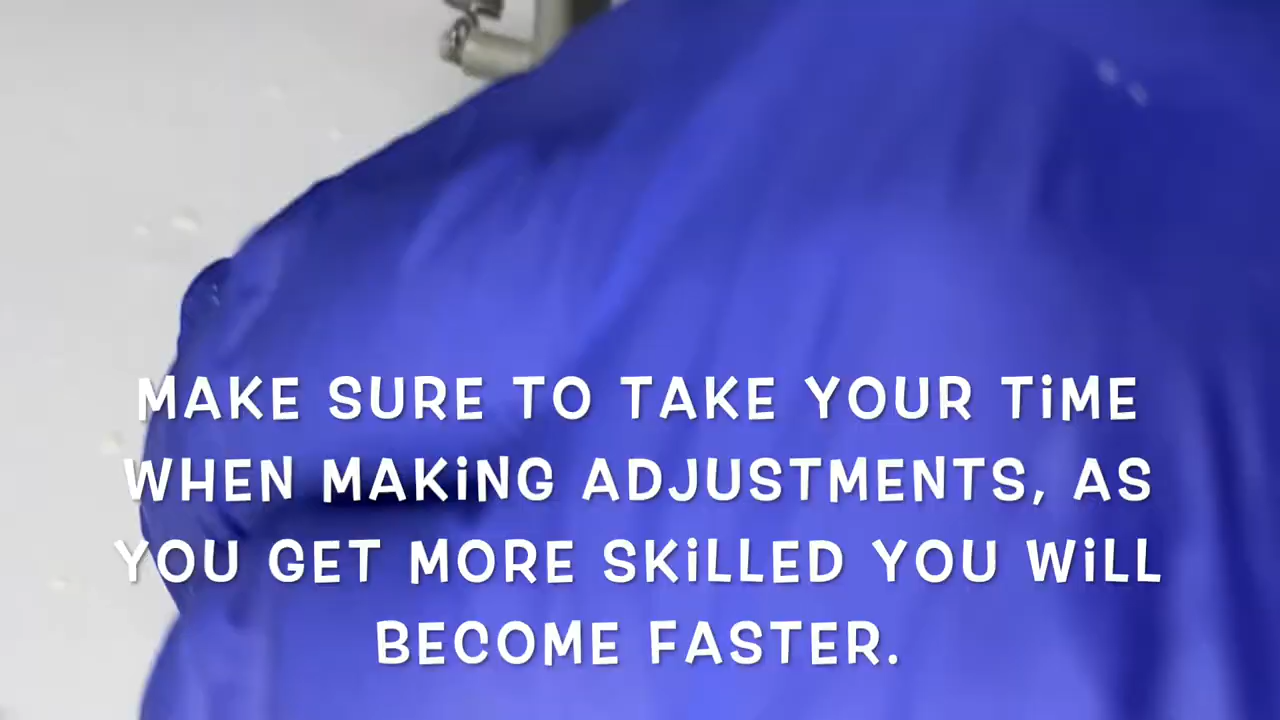 MAKE SURE TO TAKE YOUR TiME
WHEN MAKiNG ADJUSTMENTS, AS
YOU GET MORE SKiLLED YOU WiLL
BECOME FASTER.